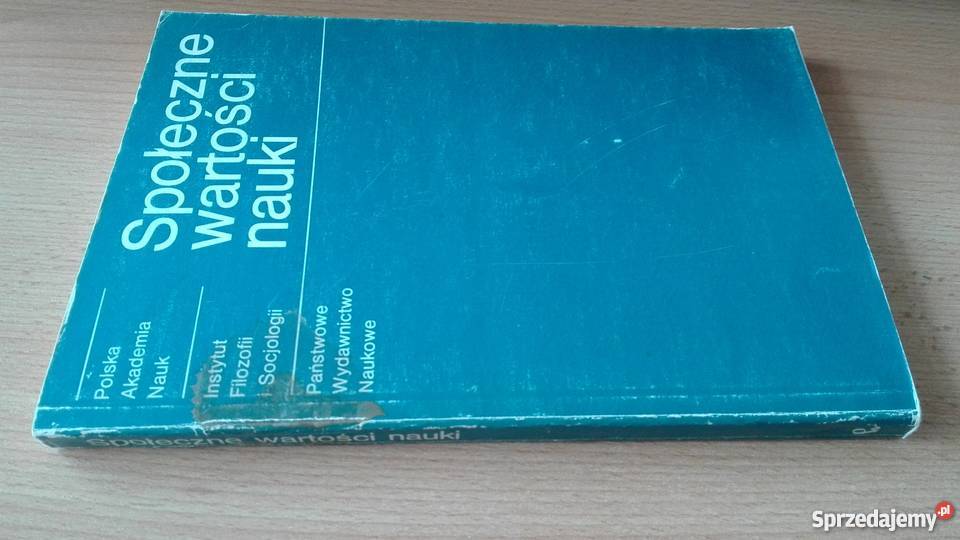 Społeczne
wartości
nauki
Polska
Akademia
Nauk
Instytut
Filozofii
Socjologii
Państwowe
Wydawnictwo
Naukowe
Społeczne wartości nauki
Sprzedajemy.pl